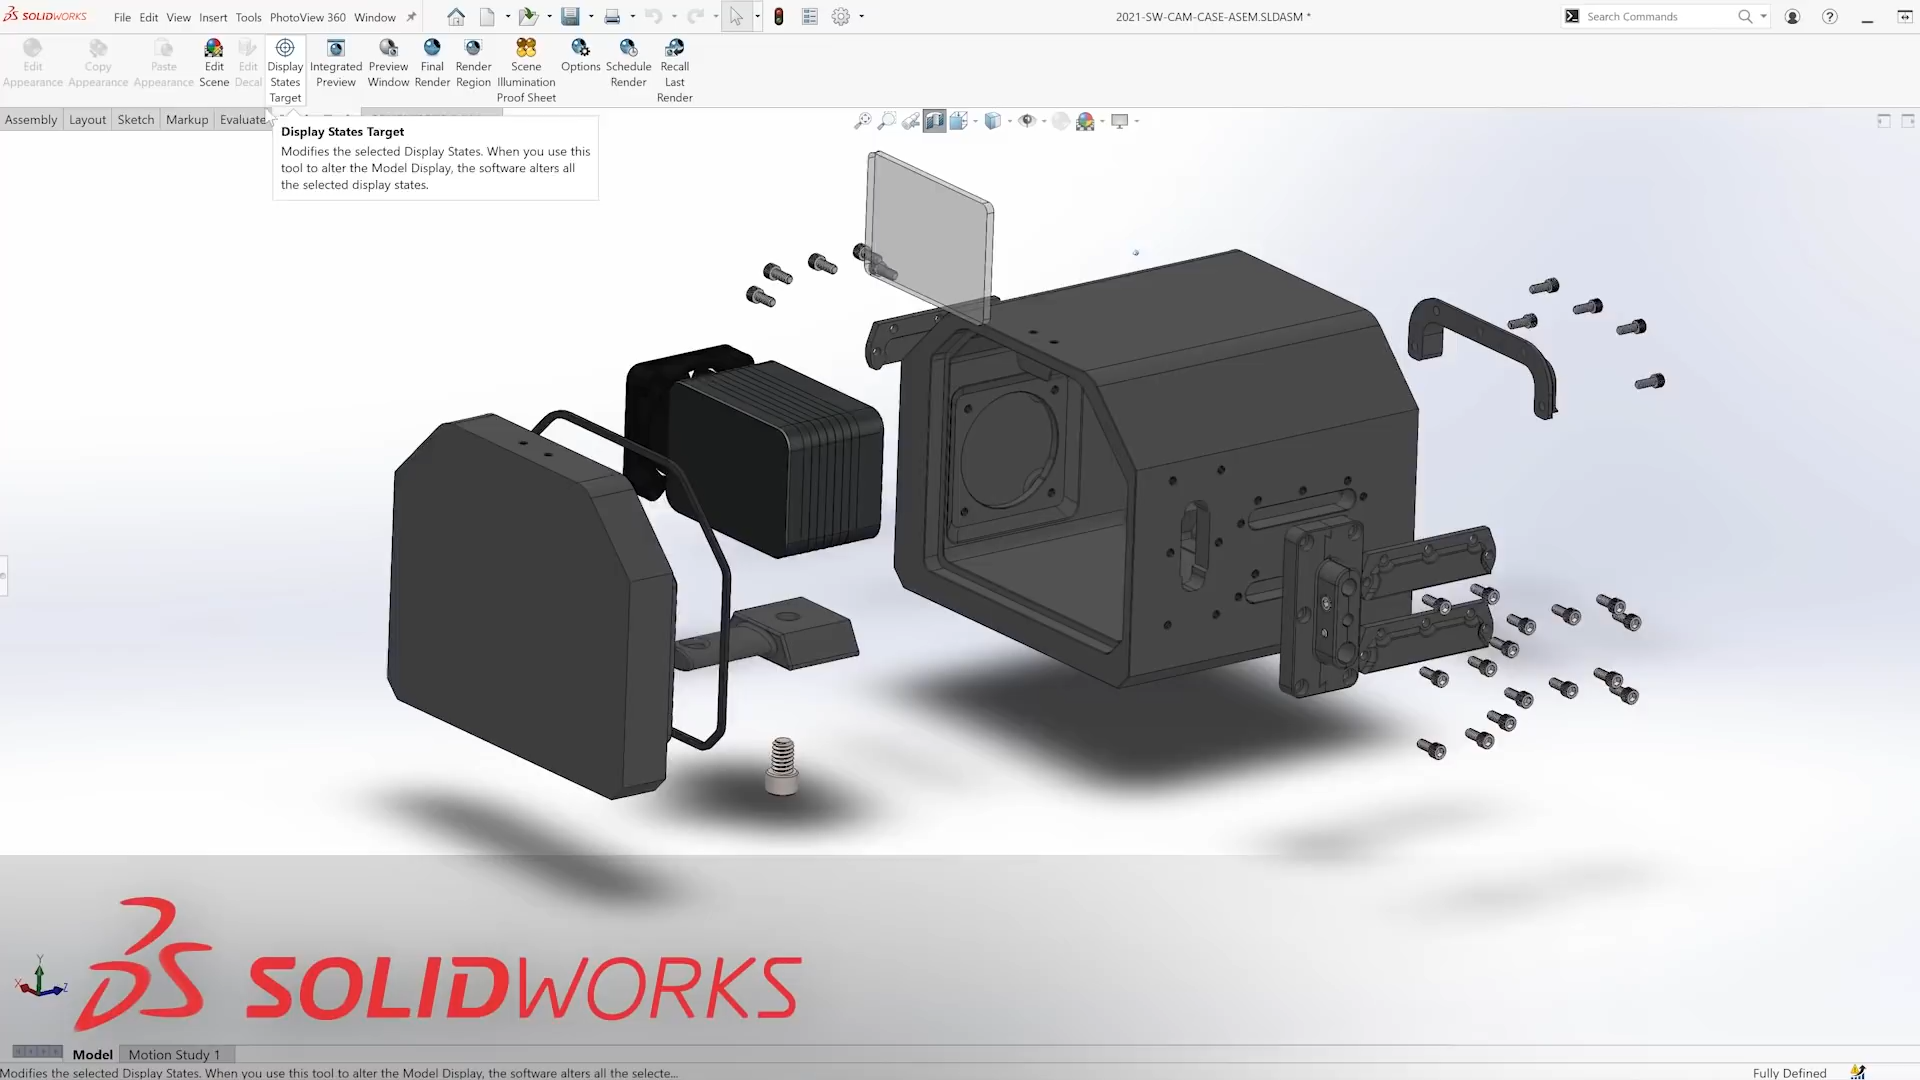 SOLIDWORKS
File Edit View Insert Tools PhotoView 360 Window
2021-SW-CAM-CASE-ASEM.SLDASM *
Search Commands
Edit Appearance
Copy Appearance
Paste Appearance
Edit Scene
Edit Decal
Display States Target
Integrated Preview
Preview Window
Final Render
Render Region
Scene Illumination Proof Sheet
Options
Schedule Render
Recall Last Render
Assembly Layout Sketch Markup Evaluate
Display States Target
Modifies the selected Display States. When you use this
tool to alter the Model Display, the software alters all
the selected display states.
Y
X
Z
SOLIDWORKS
Model Motion Study 1
Modifies the selected Display States. When you use this tool to alter the Model Display, the software alters all the selecte...
Fully Defined